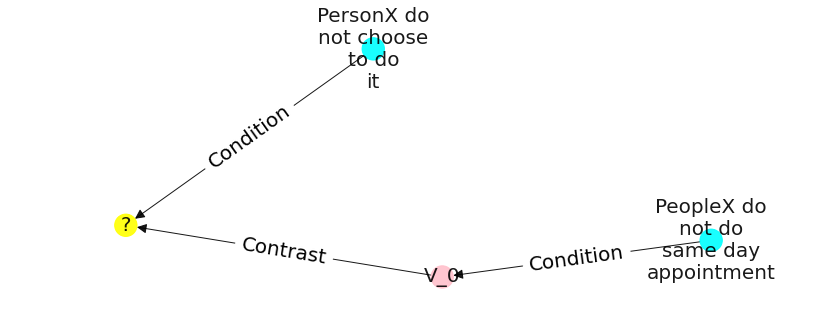 PersonX do
not choose
to do
it
Condition
PeopleX do
not do
same day
appointment
?
Contrast
Condition
V_0